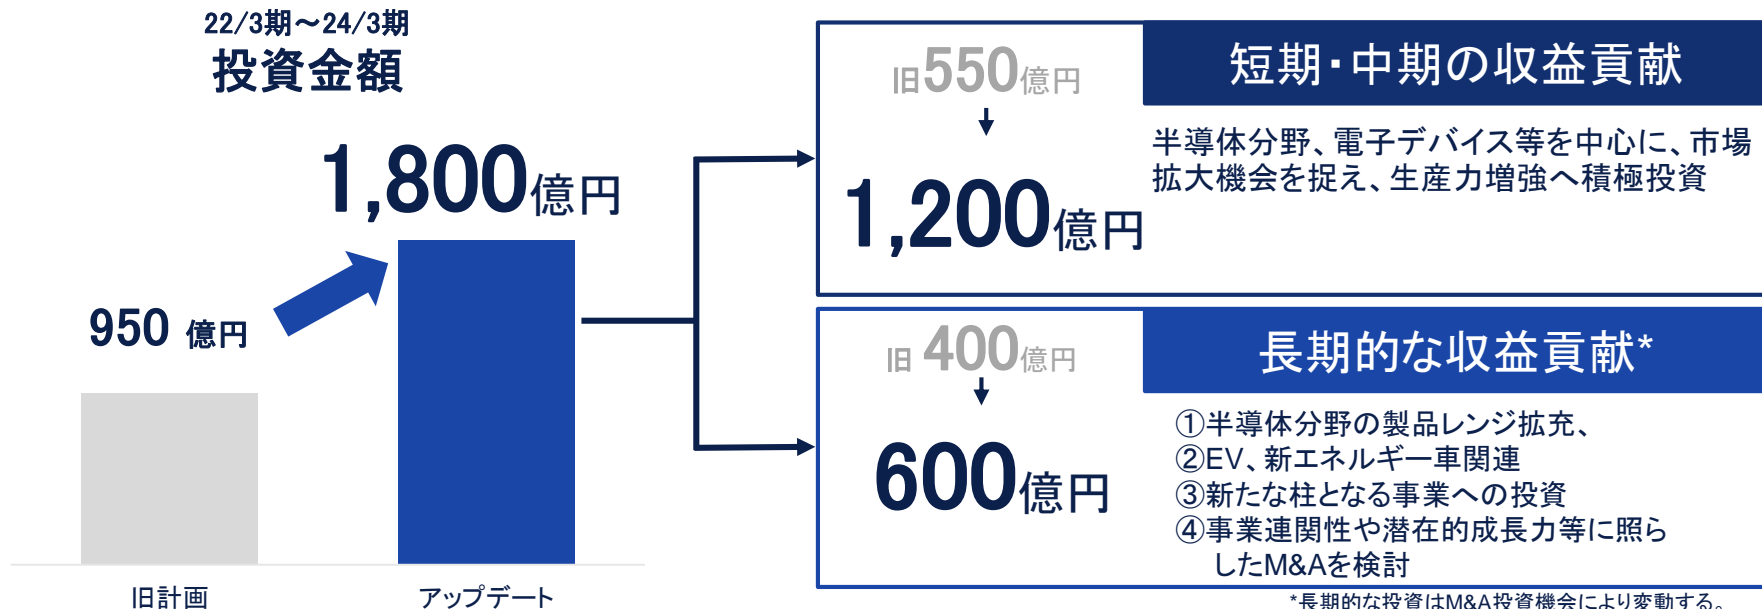 22/3期～24/3期
投資金額
1,800億円
950 億円
旧計画
アップデート
旧550億円
1,200億円
短期・中期の収益貢献
半導体分野、電子デバイス等を中心に、市場
拡大機会を捉え、生産力増強へ積極投資
旧 400億円
600億円
長期的な収益貢献*
①半導体分野の製品レンジ拡充、
②EV、新エネルギー車関連
③新たな柱となる事業への投資
④事業連関性や潜在的成長力等に照ら
したM&Aを検討
*長期的な投資はM&A投資機会により変動する。